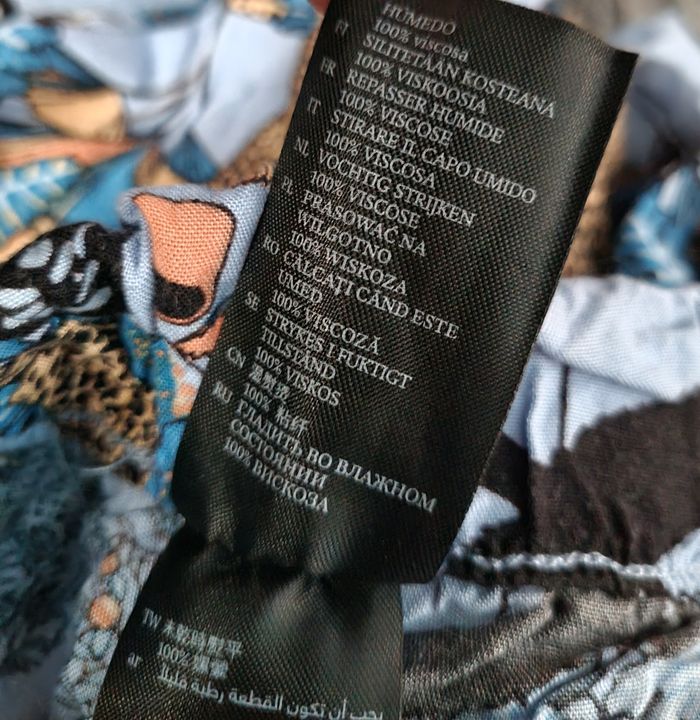 HUMEDO
100% viscosa
FI SILITETÄÄN KOSTEANA
100% VISKOOSIA
FR REPASSER HUMIDE
100% VISCOSE
IT STIRARE IL CAPO UMIDO
100% VISCOSA
NL VOCHTIG STRIJKEN
100% VISCOSE
PL PRASOWAĆ NA
WILGOTNO
100% WISKOZA
RO CĂLCAȚI CÂND ESTE
UMED
100% VISCOZĂ
SE STRYKES I FUKTIGT
TILLSTÅND
100% VISKOS
CN
100%
RU ГЛАДИТЬ ВО ВЛАЖНОМ
СОСТОЯНИИ
100% ВИСКОЗА
TW
100%
يجب أن تكون القطعة رطبة قليلا